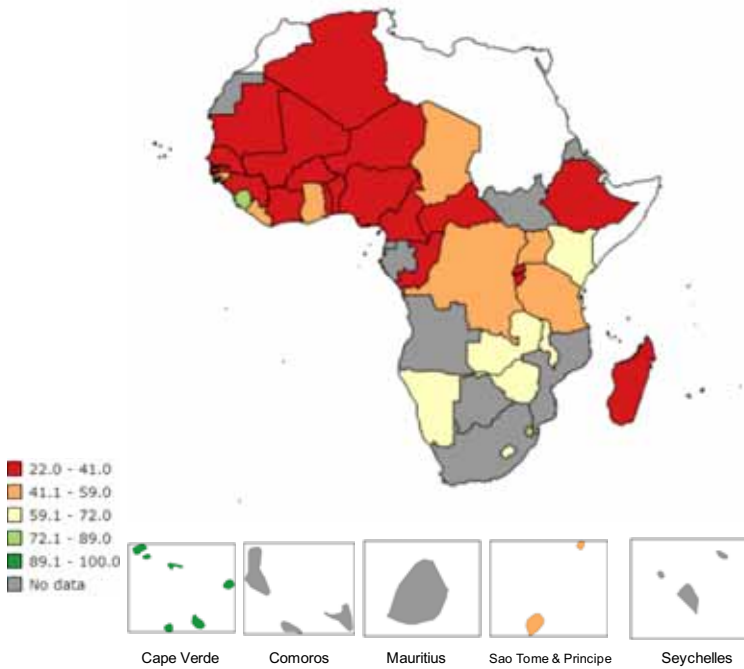 22.0 - 41.0
41.1 - 59.0
59.1 - 72.0
72.1 - 89.0
89.1 - 100.0
No data
Cape Verde
Comoros
Mauritius
Sao Tome & Principe
Seychelles